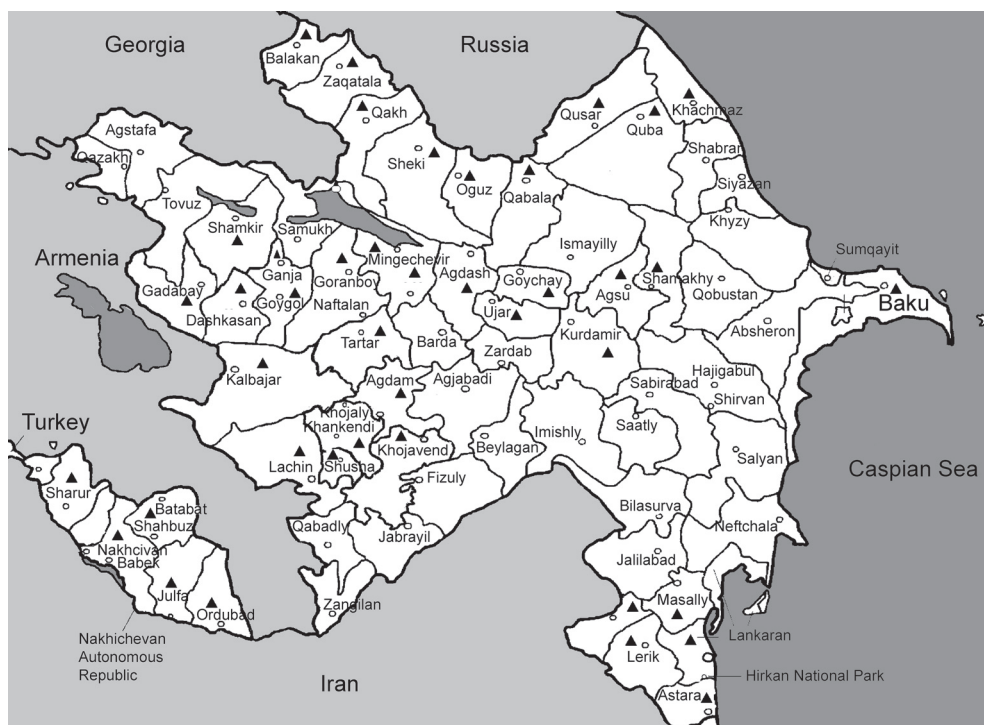 Georgia
Russia
Balakan
Zaqatala
Qakh
Khachmaz
Qusar
Quba
Agstafa
Qazakh
Sheki
Shabran
Oguz
Siyazan
Tovuz
Qabala
Khyzy
Shamkir
Samukh
Ismayilly
Sumqayit
Armenia
Mingechevir
Ganja
Goranboy
Agdash
Goychay
Shamakhy
Gadabay
Goygol
Agsu
Qobustan
Baku
Dashkasan
Naftalan
Ujar
Absheron
Tartar
Barda
Kurdamir
Zardab
Kalbajar
Hajigabul
Agdam
Agjabadi
Sabirabad
Shirvan
Khojaly
Turkey
Khankendi
Saatly
Imishly
Khojavend
Beylagan
Lachin
Shusha
Salyan
Caspian Sea
Fizuly
Sharur
Batabat
Bilasurva
Shahbuz
Qabadly
Neftchala
Jabrayil
Nakhcivan
Babek
Jalilabad
Julfa
Masally
Ordubad
Zangilan
Nakhichevan
Autonomous
Republic
Lankaran
Lerik
Iran
Hirkan National Park
Astara